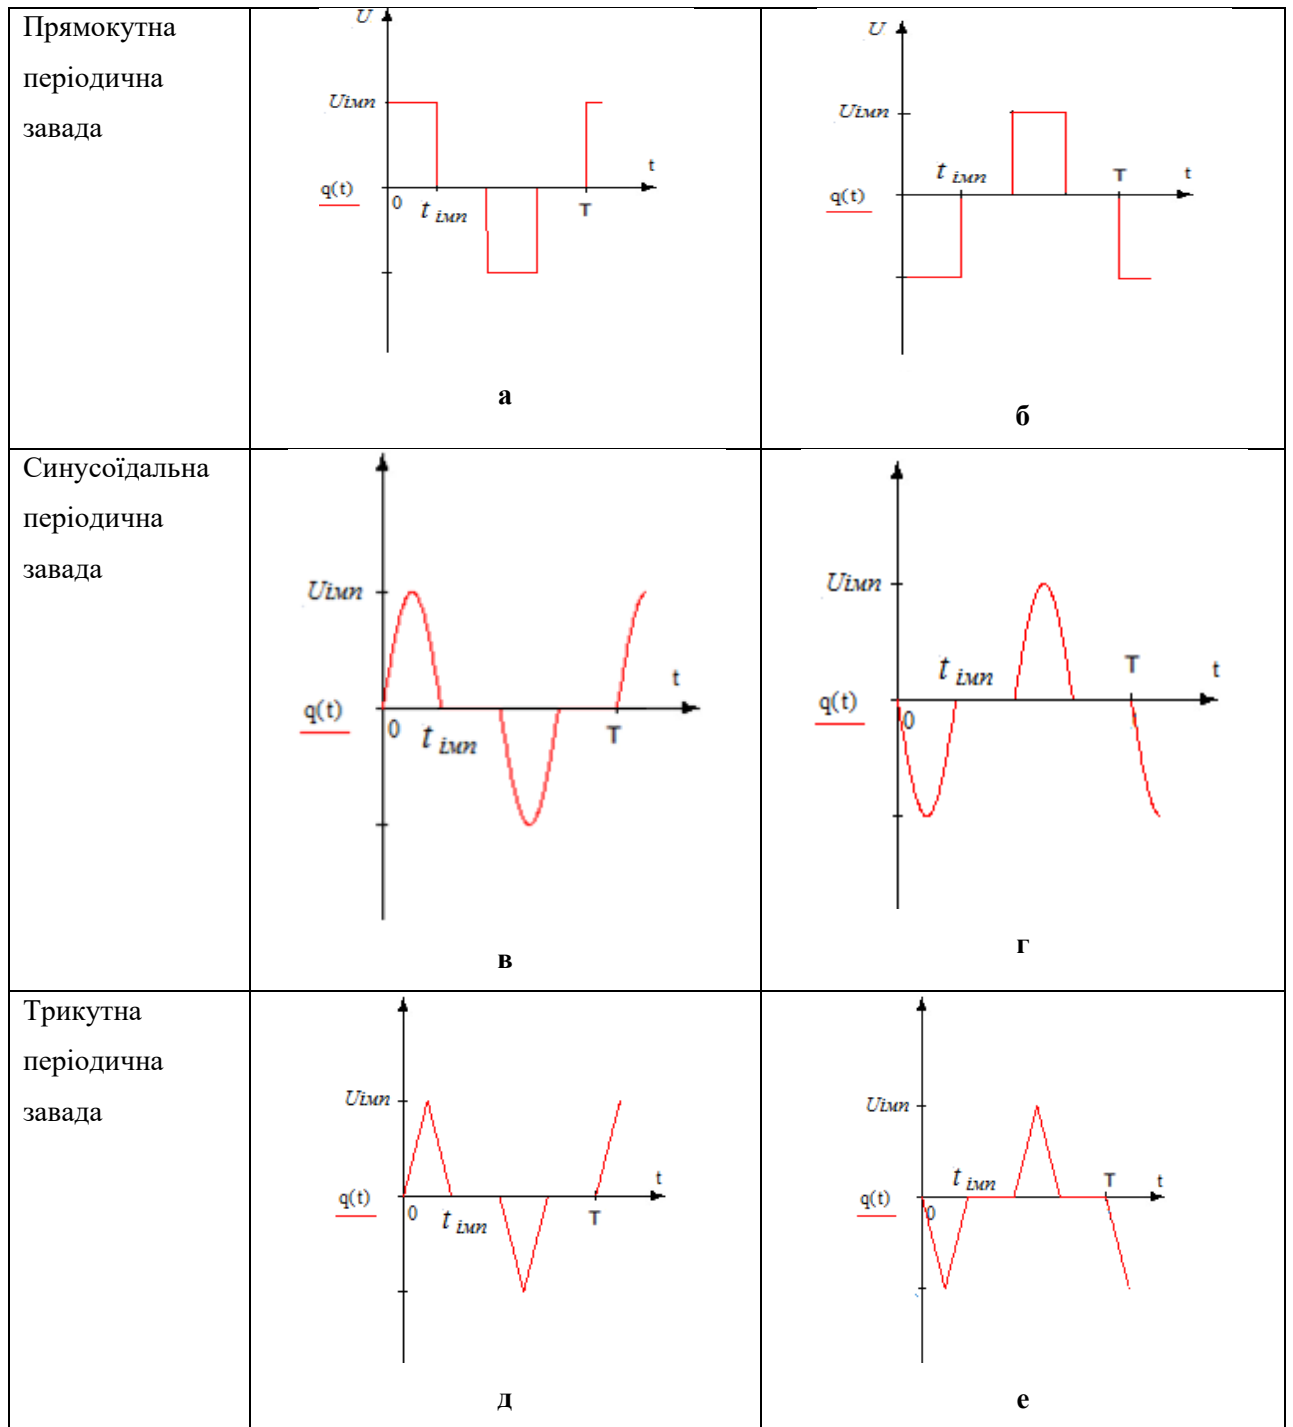 Прямокутна
періодична
завада
U
Uімп
q(t)
0
t імп
T
t
а
U
Uімп
q(t)
t імп
T
t
б
Синусоїдальна
періодична
завада
Uімп
q(t)
0
t імп
T
t
в
Uімп
q(t)
0
t імп
T
t
г
Трикутна
періодична
завада
Uімп
q(t)
0
t імп
T
t
д
Uімп
q(t)
0
t імп
T
t
е